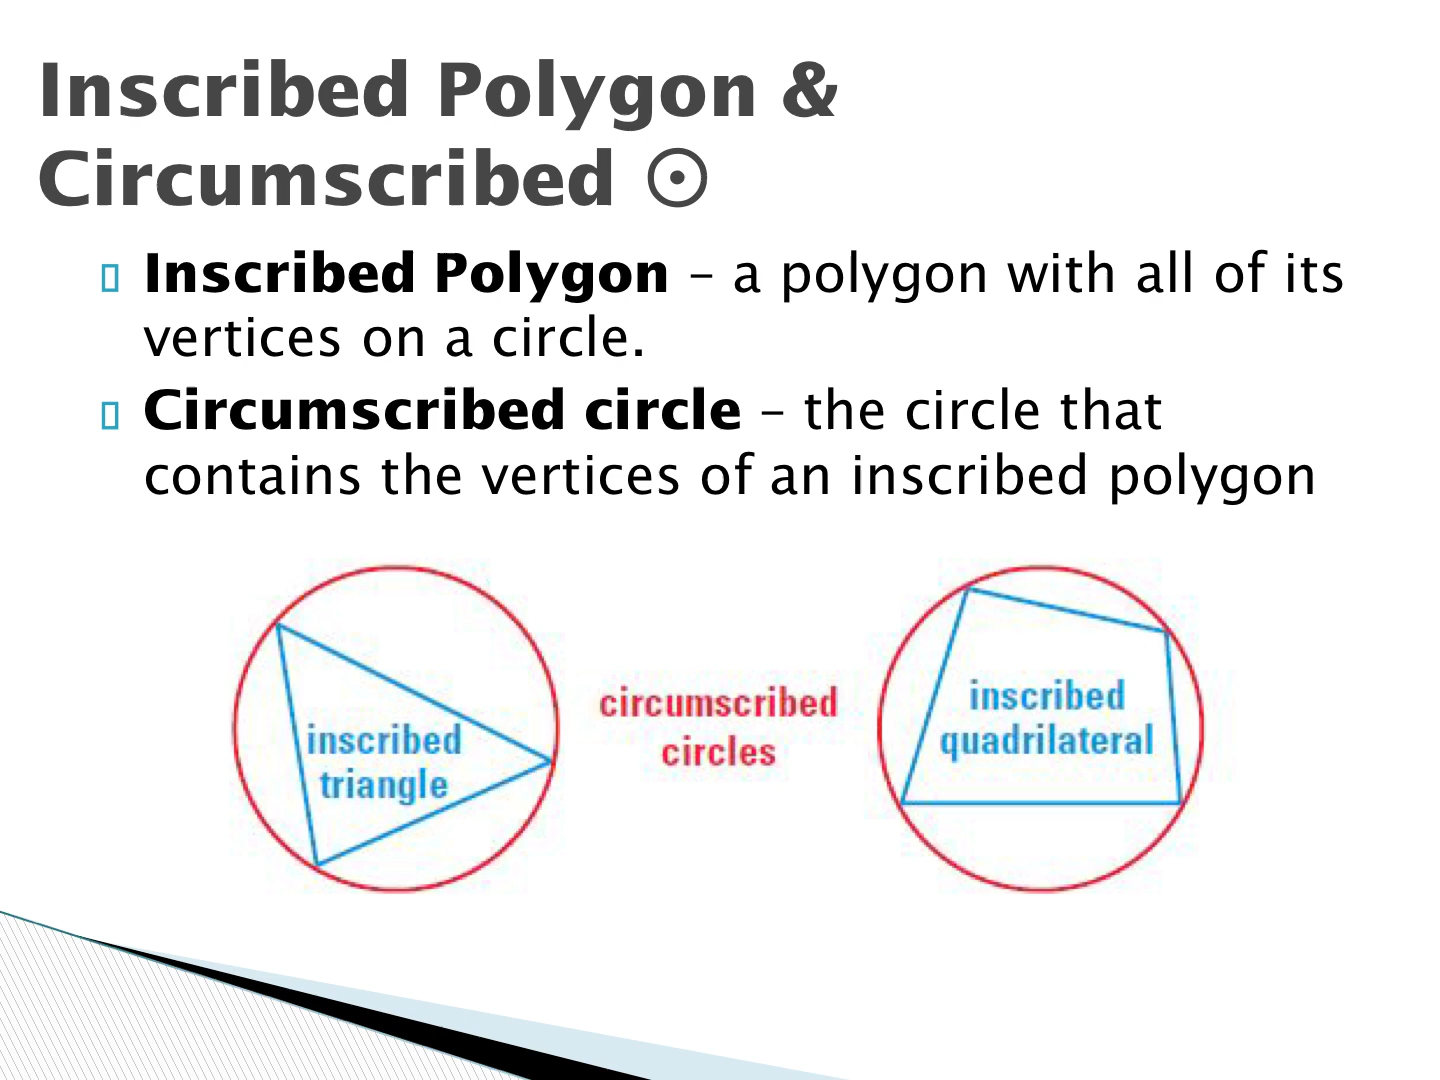 Inscribed Polygon &
Circumscribed ⊙
Inscribed Polygon – a polygon with all of its
vertices on a circle.
Circumscribed circle – the circle that
contains the vertices of an inscribed polygon
inscribed
triangle
circumscribed
circles
inscribed
quadrilateral